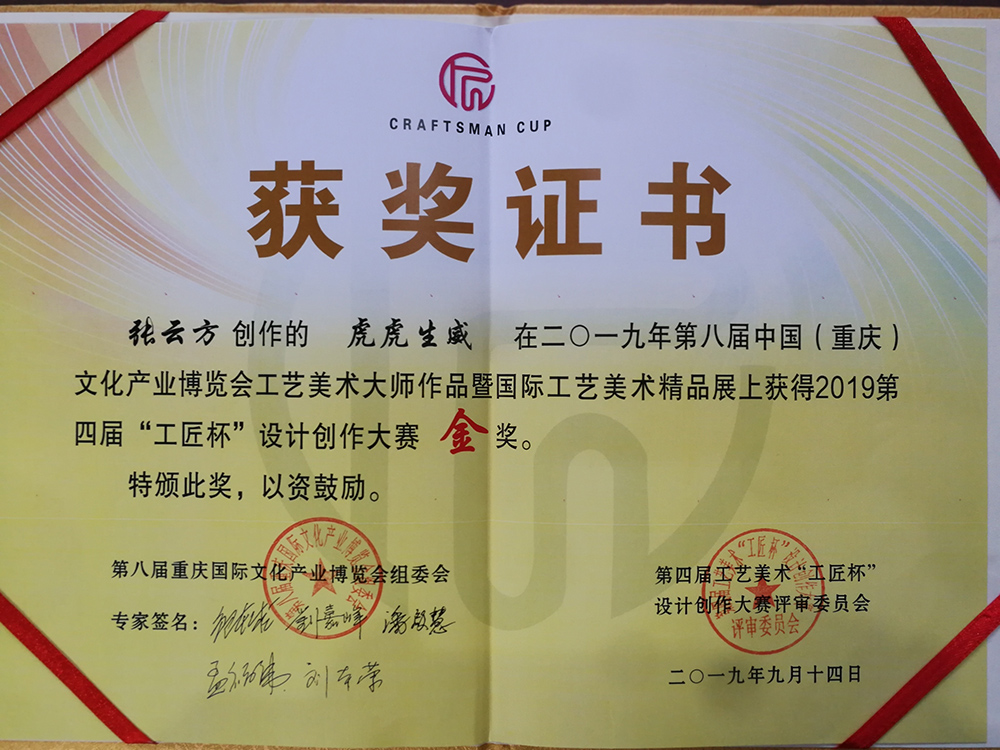 CRAFTSMAN CUP
获奖证书
张云方 创作的 虎虎生威 在二〇一九年第八届中国（重庆）
文化产业博览会工艺美术大师作品暨国际工艺美术精品展上获得2019第
四届“工匠杯”设计创作大赛 金 奖。
特颁此奖，以资鼓励。
第八届重庆国际文化产业博览会组委会
专家签名：
第四届工艺美术“工匠杯”
设计创作大赛评审委员会
评审委员会
二〇一九年九月十四日